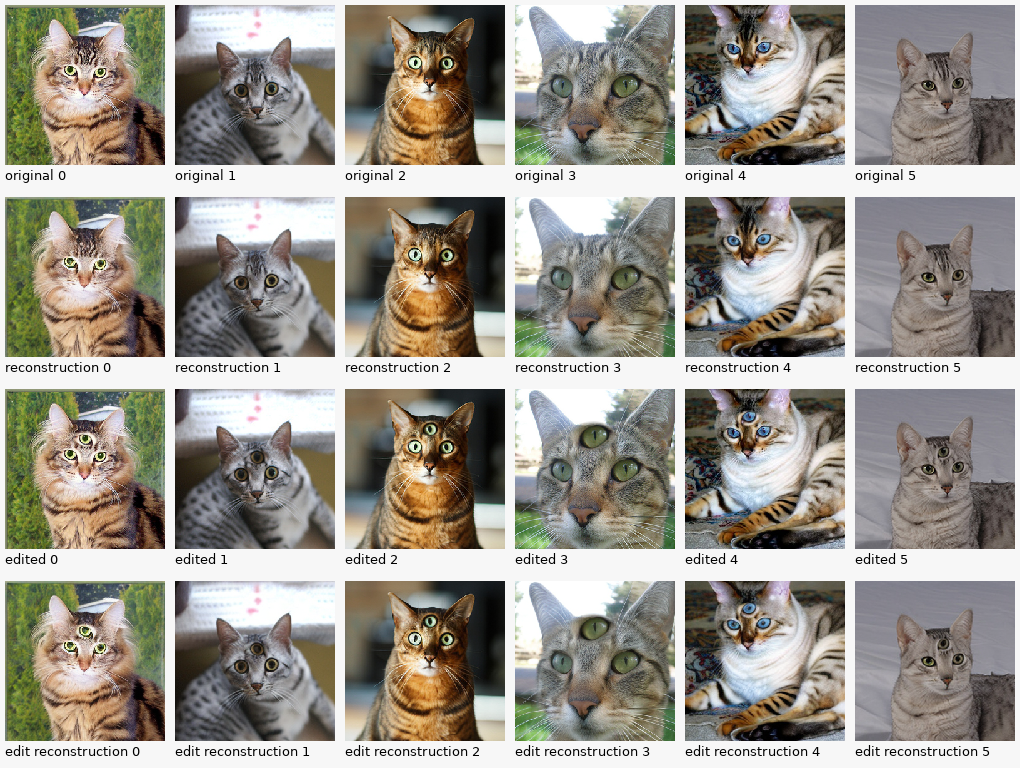 original 0
original 1
original 2
original 3
original 4
original 5
reconstruction 0
reconstruction 1
reconstruction 2
reconstruction 3
reconstruction 4
reconstruction 5
edited 0
edited 1
edited 2
edited 3
edited 4
edited 5
edit reconstruction 0
edit reconstruction 1
edit reconstruction 2
edit reconstruction 3
edit reconstruction 4
edit reconstruction 5